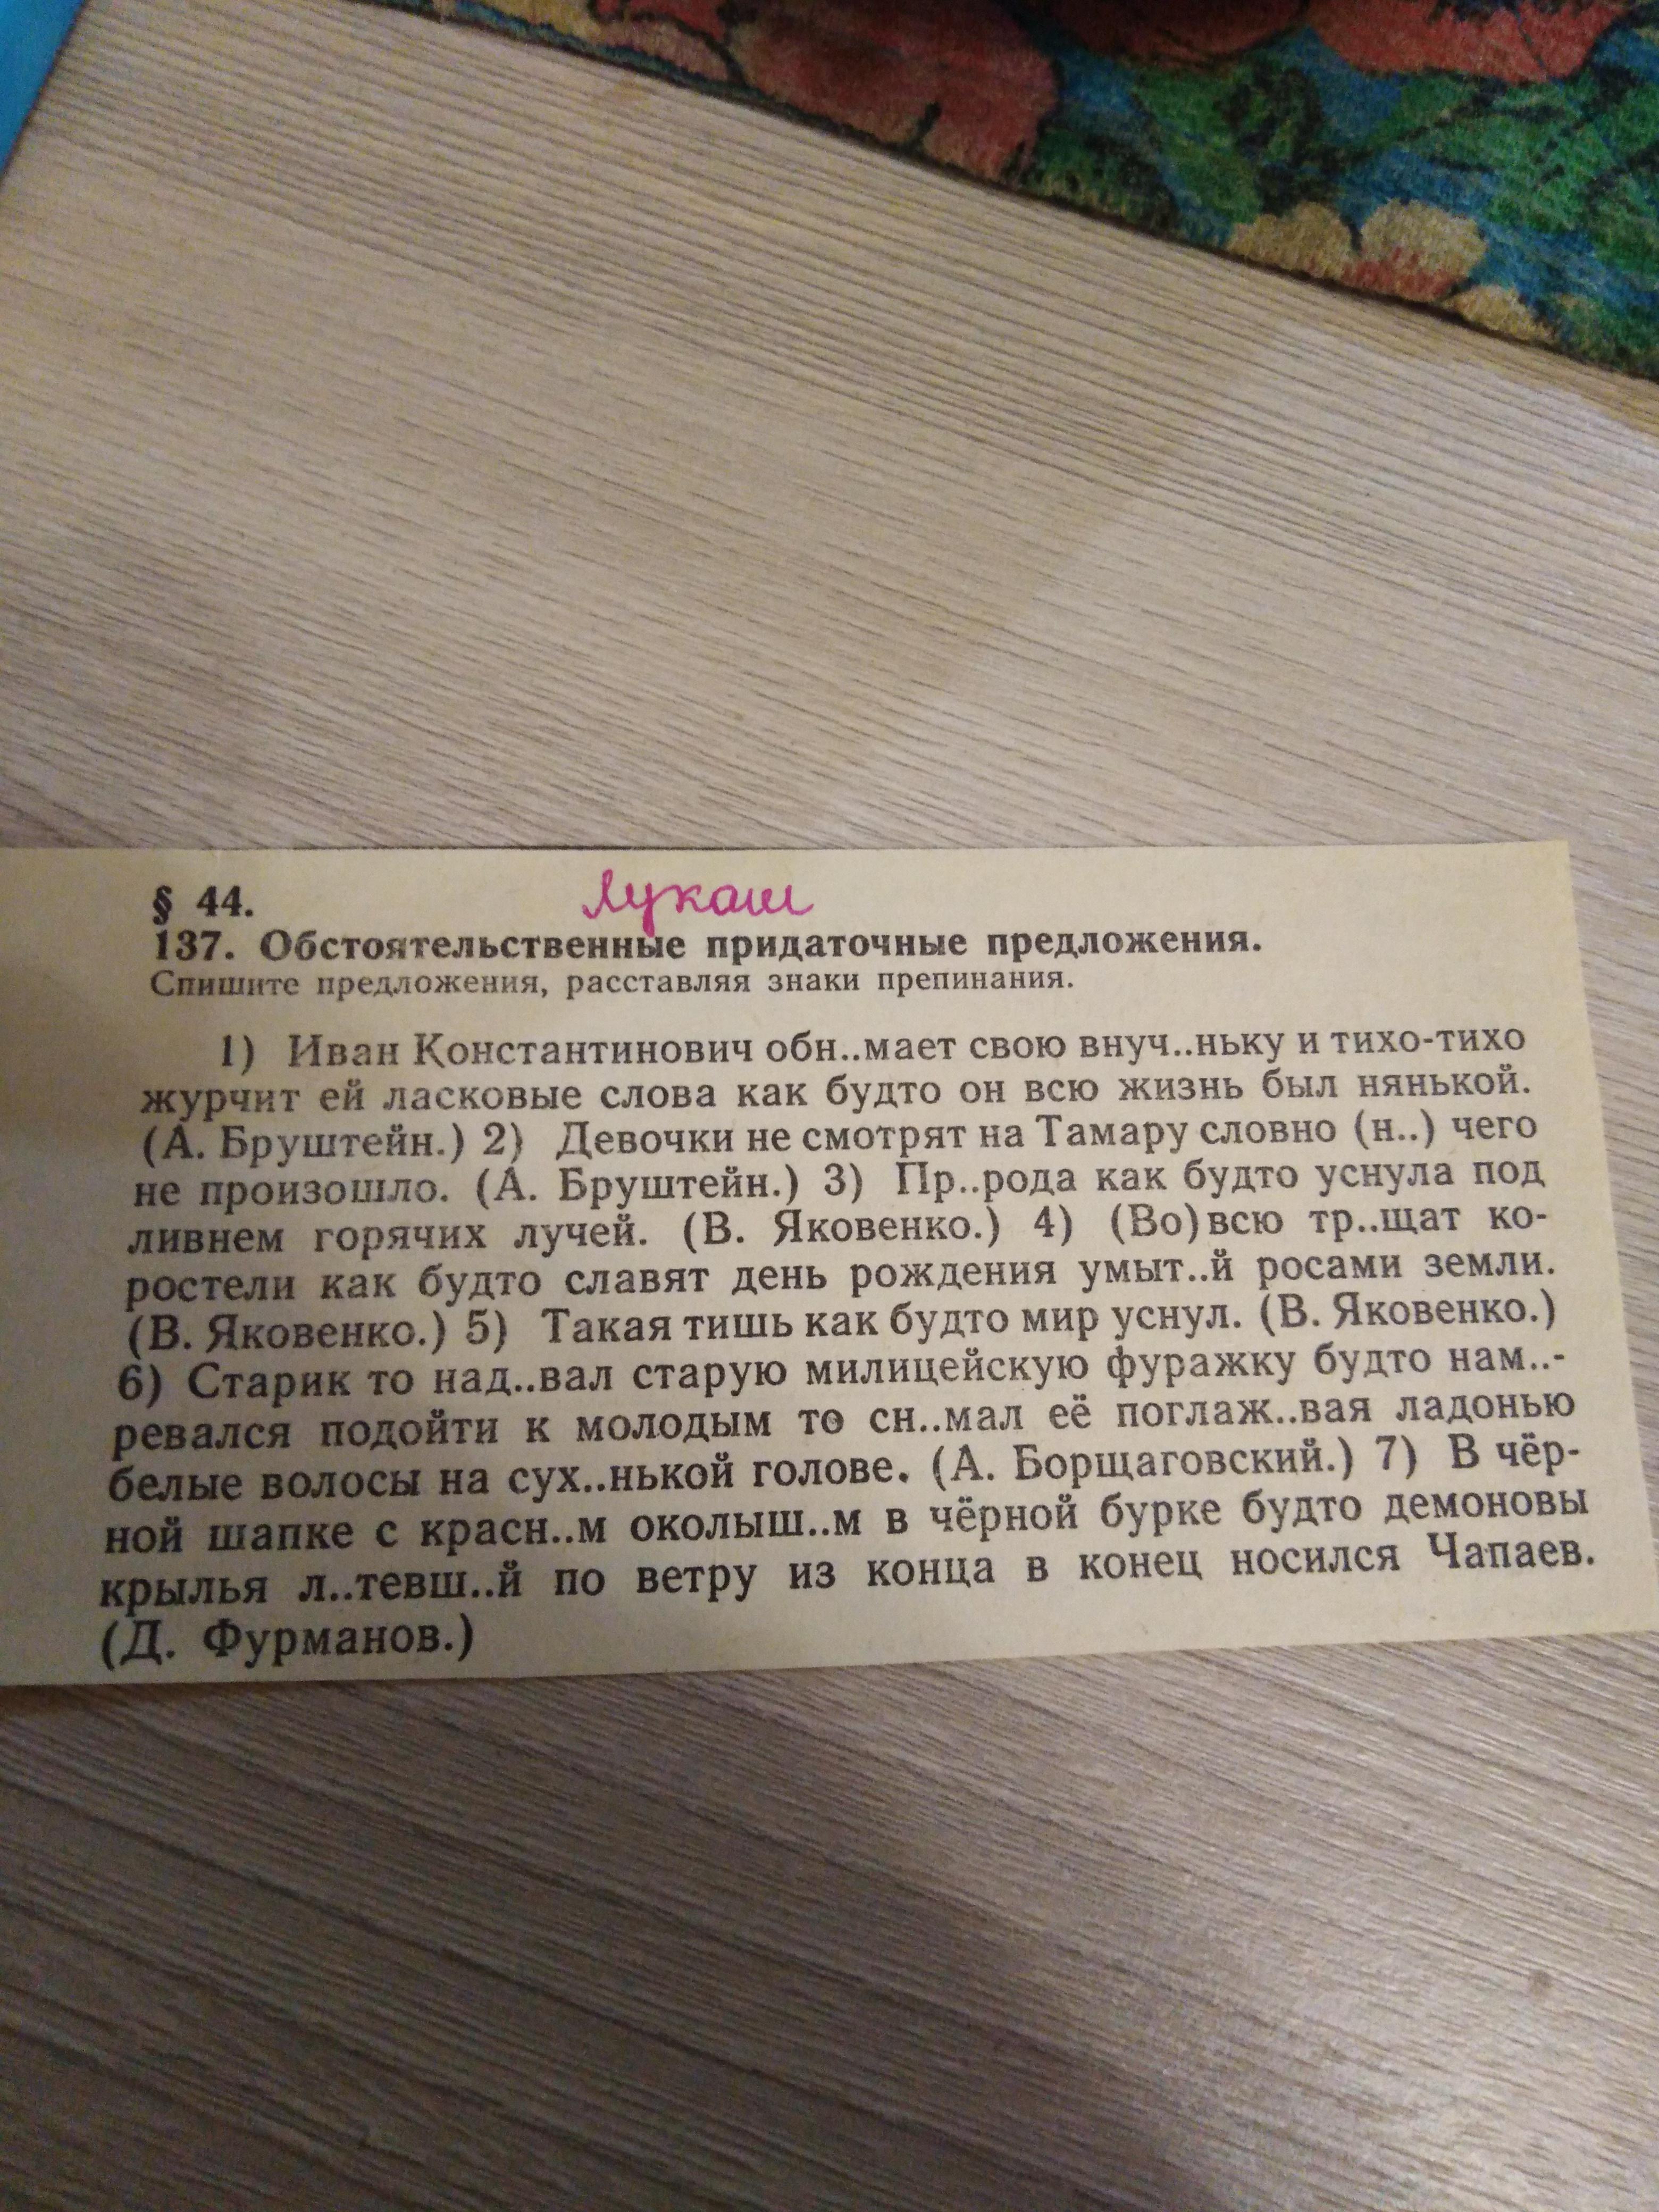 § 44.
Лукаш
137. Обстоятельственные придаточные предложения.
Спишите предложения, расставляя знаки препинания.
1) Иван Константинович обн..мает свою внуч..ньку и тихо-тихо
журчит ей ласковые слова как будто он всю жизнь был нянькой.
(А. Бруштейн.) 2) Девочки не смотрят на Тамару словно (н..) чего
не произошло. (А. Бруштейн.) 3) Пр..рода как будто уснула под
ливнем горячих лучей. (В. Яковенко.) 4) (Во)всю тр..щат ко-
ростели как будто славят день рождения умыт..й росами земли.
(В. Яковенко.) 5) Такая тишь как будто мир уснул. (В. Яковенко.)
6) Старик то над..вал старую милицейскую фуражку будто нам..-
ревался подойти к молодым то сн..мал её поглаж..вая ладонью
белые волосы на сух..нькой голове. (А. Борщаговский.) 7) В чёр-
ной шапке с красн..м околыш..м в чёрной бурке будто демоновы
крылья л..тевш..й по ветру из конца в конец носился Чапаев.
(Д. Фурманов.)